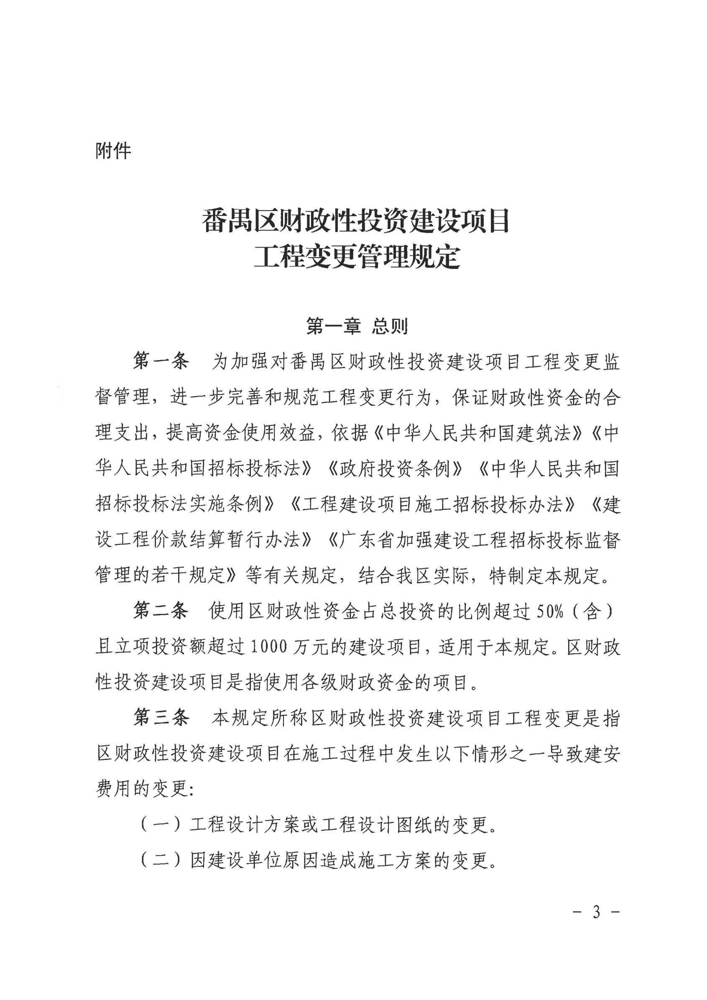 附件
番禺区财政性投资建设项目
工程变更管理规定
第一章 总则
第一条 为加强对番禺区财政性投资建设项目工程变更监
督管理，进一步完善和规范工程变更行为，保证财政性资金的合
理支出，提高资金使用效益，依据《中华人民共和国建筑法》《中
华人民共和国招标投标法》《政府投资条例》《中华人民共和国
招标投标法实施条例》《工程建设项目施工招标投标办法》《建
设工程价款结算暂行办法》《广东省加强建设工程招标投标监督
管理的若干规定》等有关规定，结合我区实际，特制定本规定。
第二条 使用区财政性资金占总投资的比例超过 50%（含）
且立项投资额超过 1000 万元的建设项目，适用于本规定。区财政
性投资建设项目是指使用各级财政资金的项目。
第三条 本规定所称区财政性投资建设项目工程变更是指
区财政性投资建设项目在施工过程中发生以下情形之一导致建安
费用的变更：
（一）工程设计方案或工程设计图纸的变更。
（二）因建设单位原因造成施工方案的变更。
- 3 -